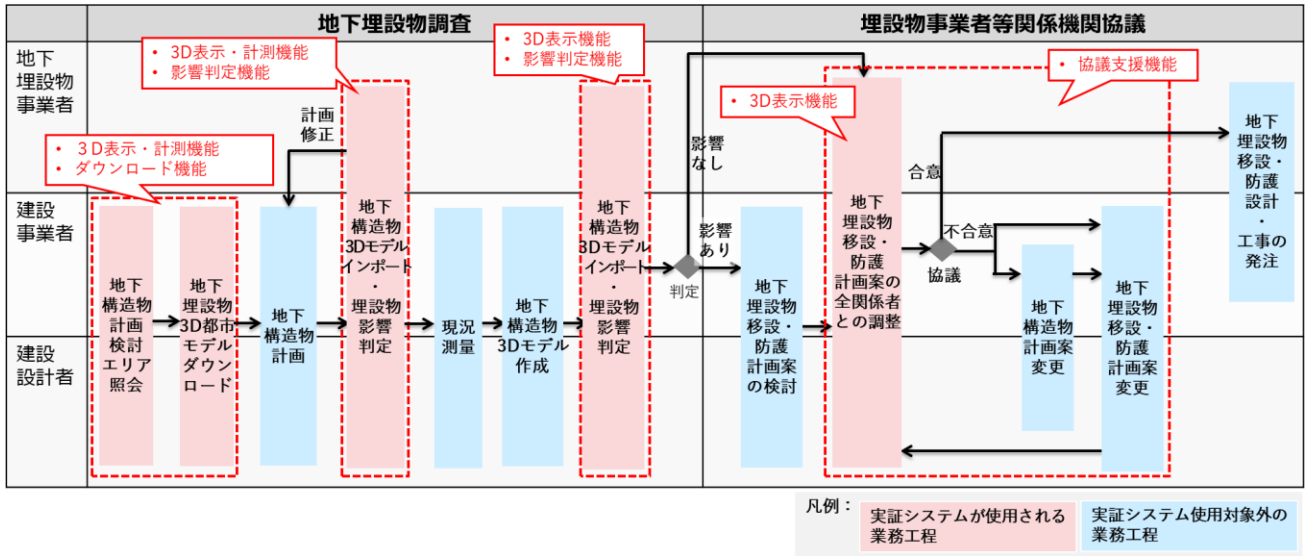 地下埋設物調査
埋設物事業者等関係機関協議
地下
埋設物
事業者
建設
事業者
建設
設計者
• 3D表示・計測機能
• 影響判定機能
• 3D表示機能
• 影響判定機能
• 協議支援機能
• 3D表示機能
• ３D表示・計測機能
• ダウンロード機能
計画
修正
影響
なし
影響
あり
判定
合意
不合意
協議
地下
構造物
計画
検討
エリア
照会
地下
埋設物
3D都市
モデル
ダウン
ロード
地下
構造物
計画
地下
構造物
3Dモデル
インポート
・
埋設物
影響
判定
現況
測量
地下
構造物
3Dモデル
作成
地下
構造物
3Dモデル
インポート
・
埋設物
影響
判定
地下
埋設物
移設・
防護
計画案
の検討
地下
埋設物
移設・
防護
計画案の
全関係者
との調整
地下
構造物
計画案
変更
地下
埋設物
移設・
防護
計画案
変更
地下
埋設物
移設・
防護
設計
・
工事の
発注
凡例：
実証システムが使用される
業務工程
実証システム使用対象外の
業務工程